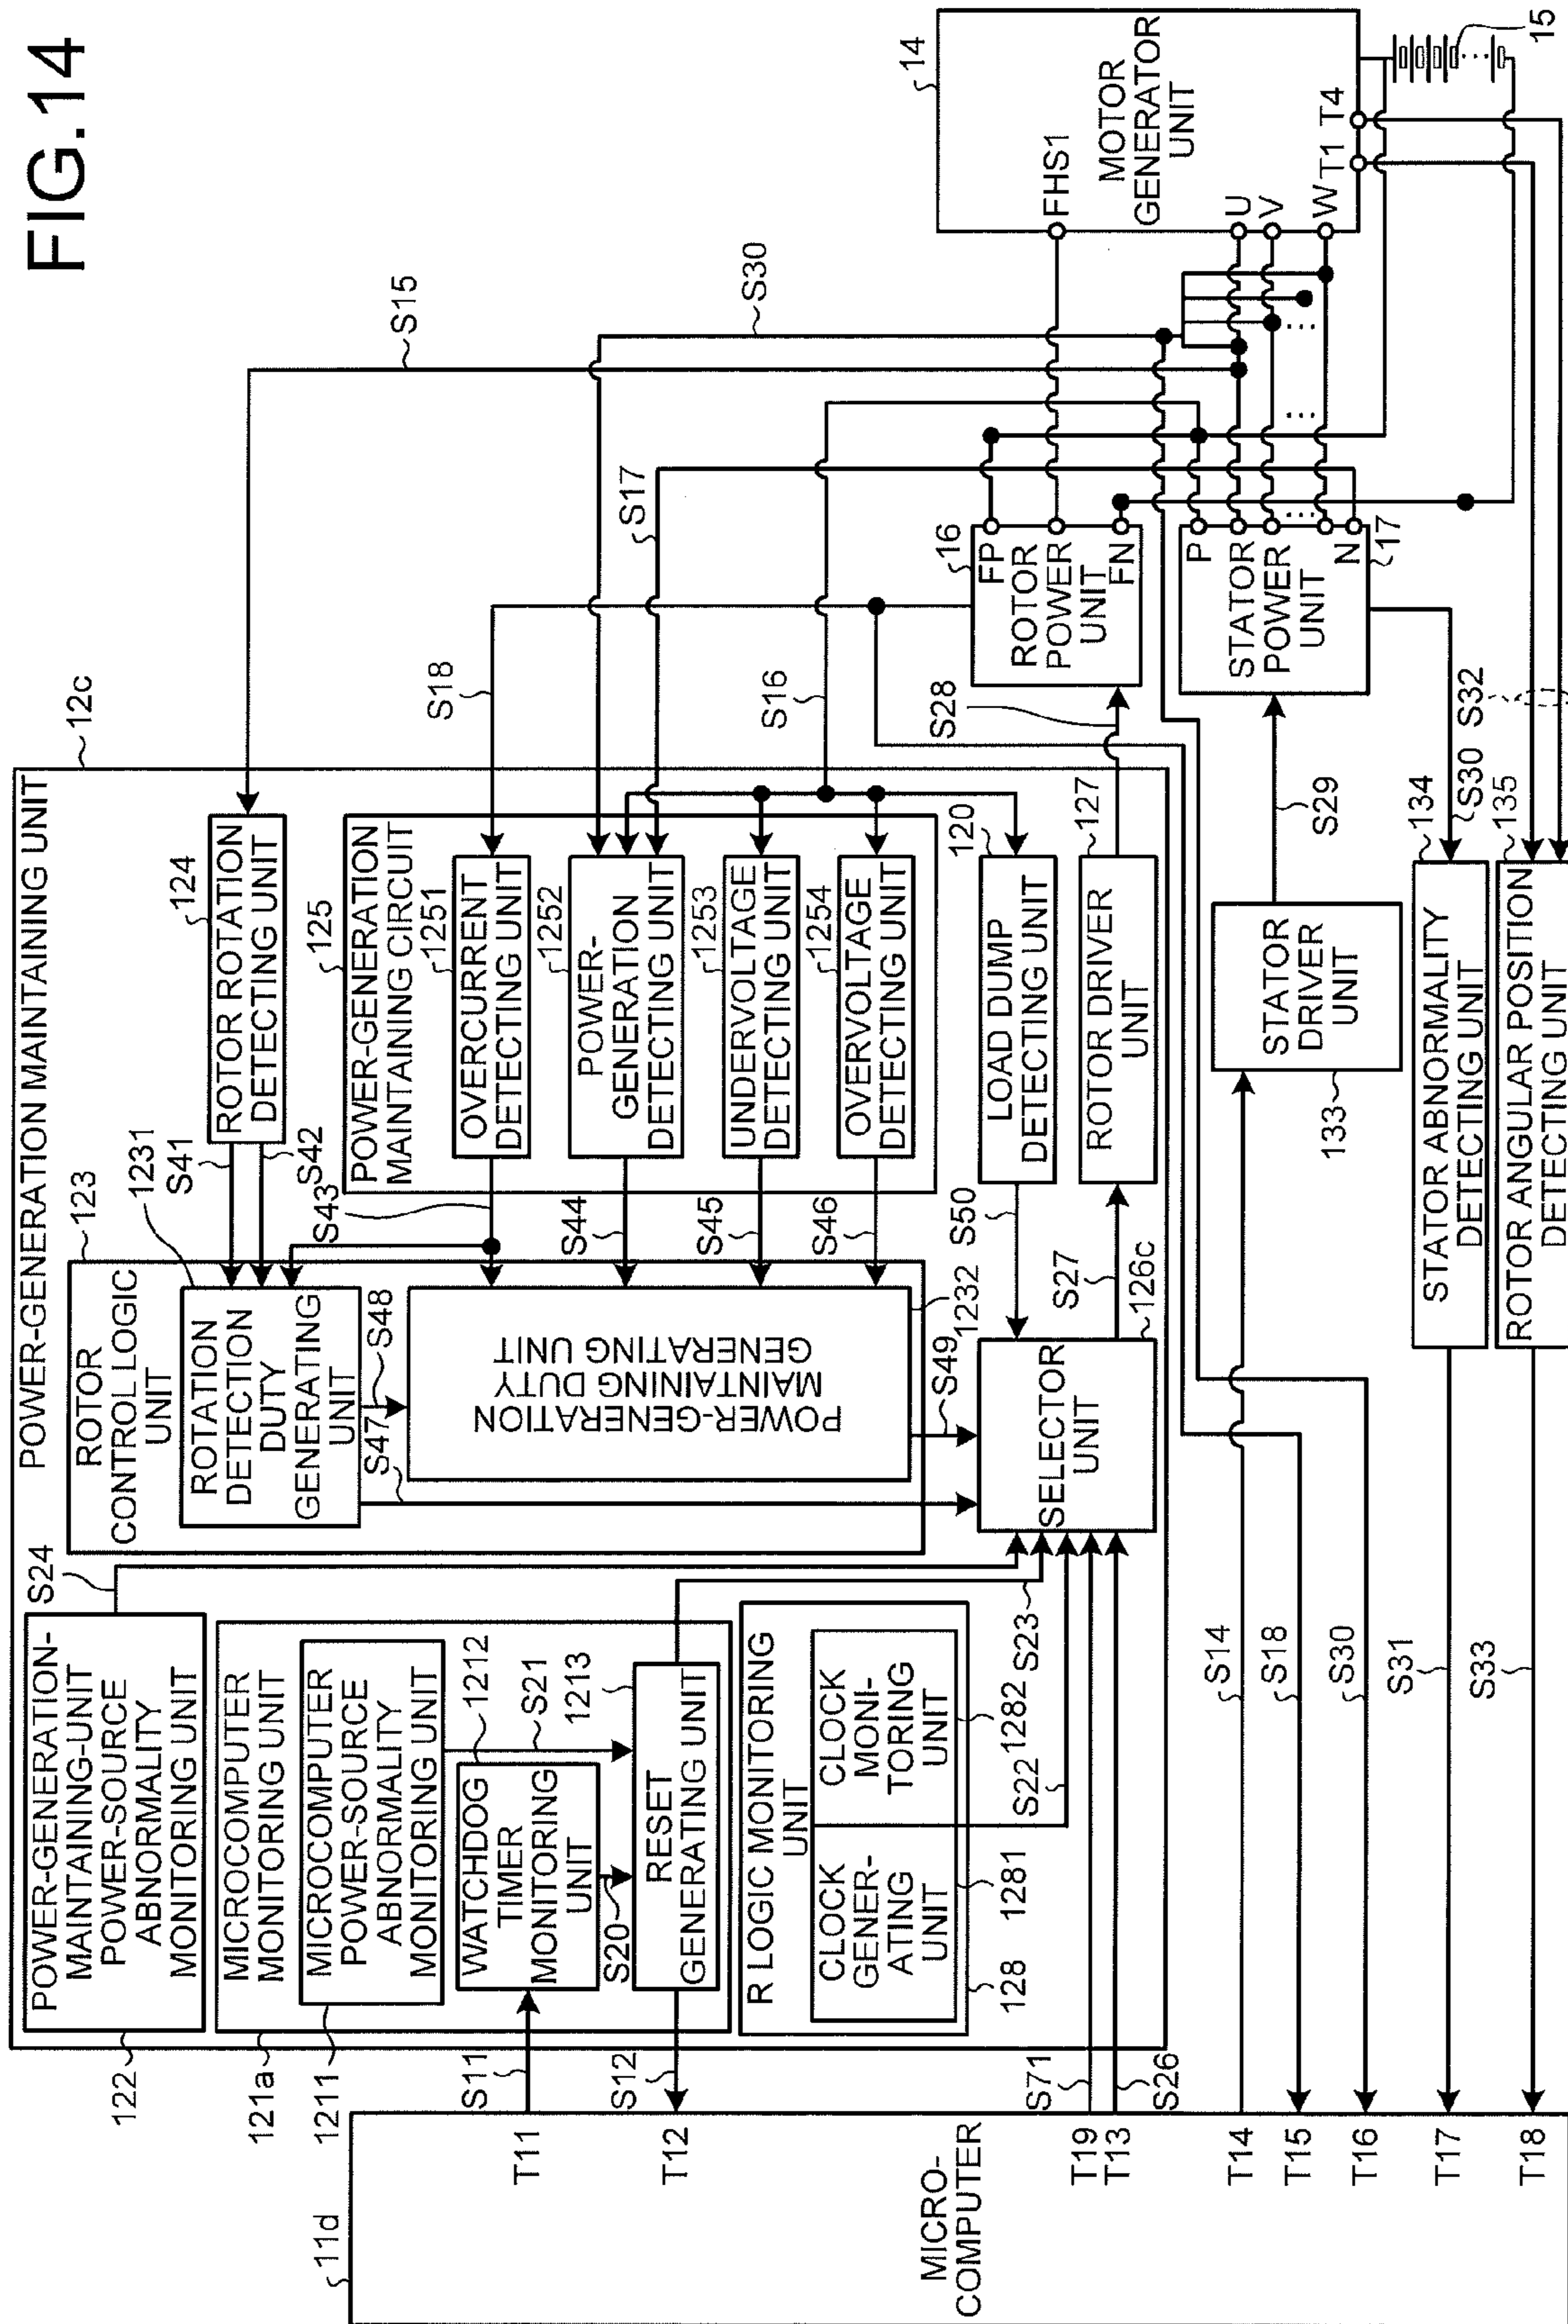 FIG.14
POWER-GENERATION MAINTAINING UNIT
12c
POWER-GENERATION-
MAINTAINING-UNIT
POWER-SOURCE
ABNORMALITY
MONITORING UNIT
122
S24
MICROCOMPUTER
MONITORING UNIT
121a
MICROCOMPUTER
POWER-SOURCE
ABNORMALITY
MONITORING UNIT
1211
WATCHDOG
TIMER
MONITORING
UNIT
1212
S21
1213
S20
RESET
GENERATING UNIT
S11
S12
R LOGIC MONITORING
UNIT
CLOCK
GENER-
ATING
UNIT
CLOCK
MONI-
TORING
UNIT
128
1281
1282
S22
S23
ROTOR
CONTROL LOGIC
UNIT
123
ROTATION
DETECTION
DUTY
GENERATING
UNIT
1231
S41
S42
S43
S47
S48
POWER-GENERATION
MAINTAINING DUTY
GENERATING UNIT
1232
S49
S44
S45
S46
ROTOR ROTATION
DETECTING UNIT
124
S15
POWER-GENERATION
MAINTAINING CIRCUIT
125
OVERCURRENT
DETECTING UNIT
1251
POWER-
GENERATION
DETECTING UNIT
1252
UNDERVOLTAGE
DETECTING UNIT
1253
OVERVOLTAGE
DETECTING UNIT
1254
S18
S17
S16
S30
LOAD DUMP
DETECTING UNIT
120
S50
SELECTOR
UNIT
126c
S27
ROTOR DRIVER
UNIT
127
S28
ROTOR
POWER
UNIT
16
FP
FN
STATOR
POWER
UNIT
17
P
N
MOTOR
GENERATOR
UNIT
14
FHS1
U
V
W
T1
T4
15
STATOR
DRIVER
UNIT
133
S29
STATOR ABNORMALITY
DETECTING UNIT
134
S30
S32
ROTOR ANGULAR POSITION
DETECTING UNIT
135
MICRO-
COMPUTER
11d
T11
T12
T19
T13
T14
T15
T16
T17
T18
S71
S26
S14
S18
S30
S31
S33